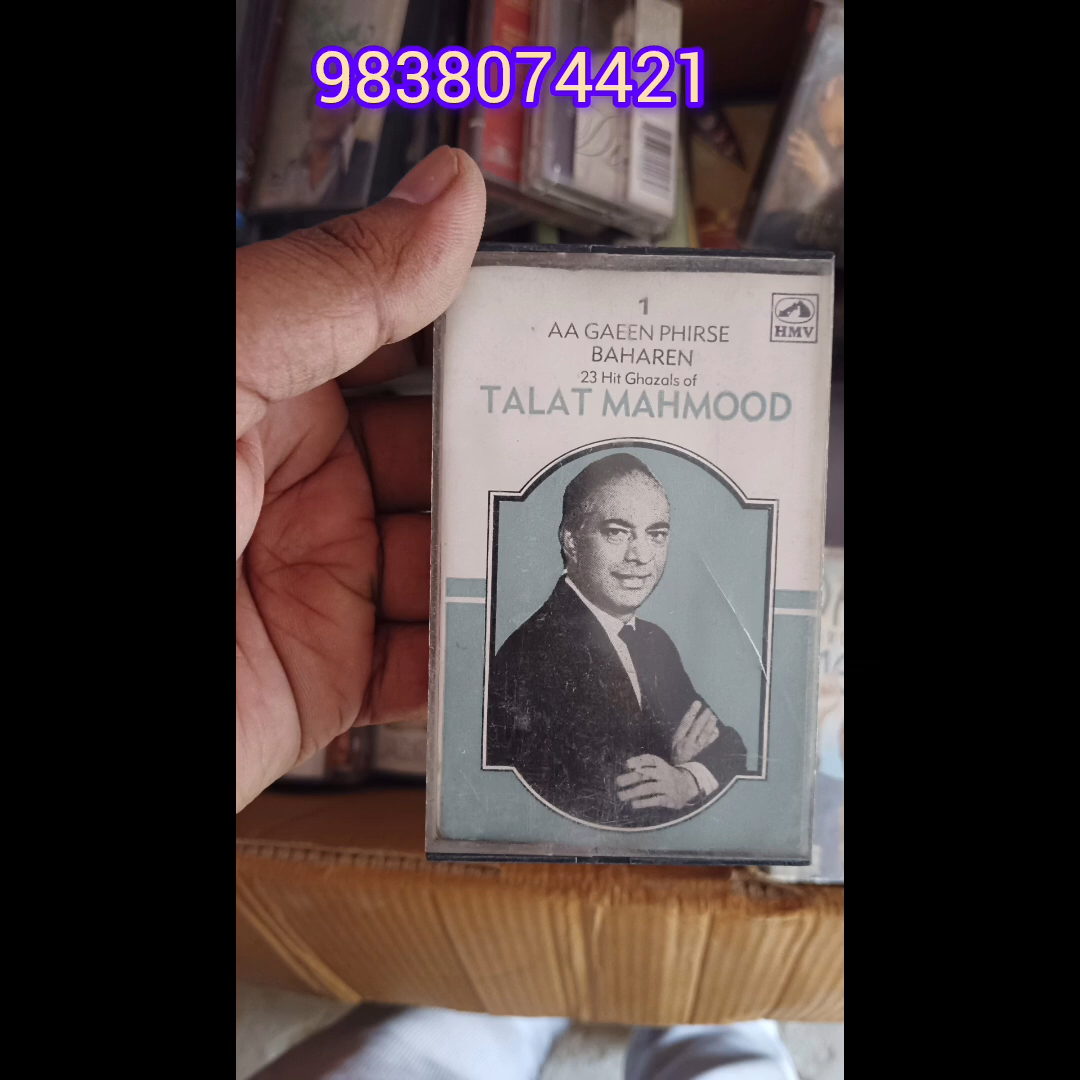 9838074421
1
HMV
AA GAEEN PHIRSE
BAHAREN
23 Hit Ghazals of
TALAT MAHMOOD